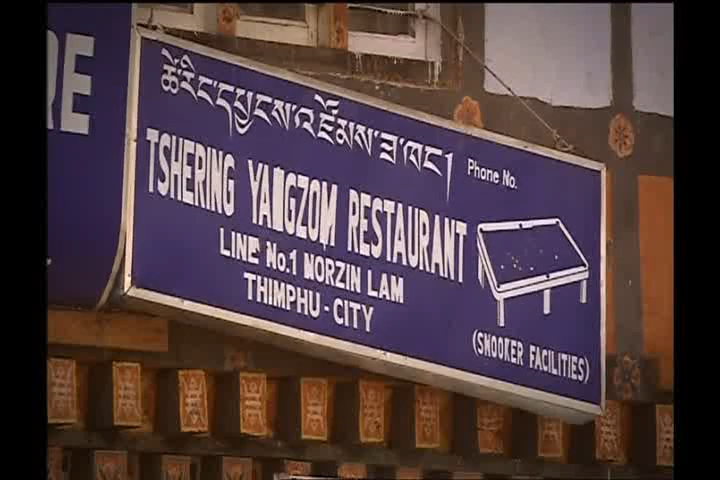 RE
ཚེ་རིང་དབྱངས་འཛོམས་ཟ་ཁང།
Phone No.
TSHERING YANGZOM RESTAURANT
LINE No.1 NORZIN LAM
THIMPHU - CITY
(SNOOKER FACILITIES)